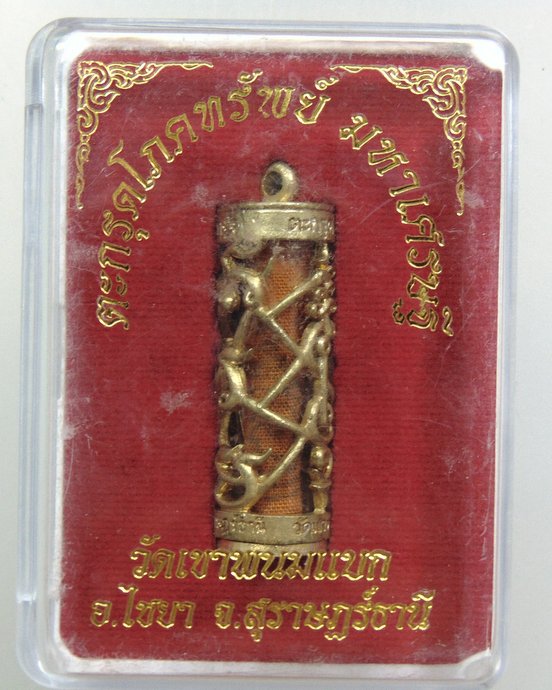 ตะกรุดโภคทรัพย์ มหาเศรษฐี
วัดเขาพนมแบก
อ.ไชยา จ.สุราษฎร์ธานี